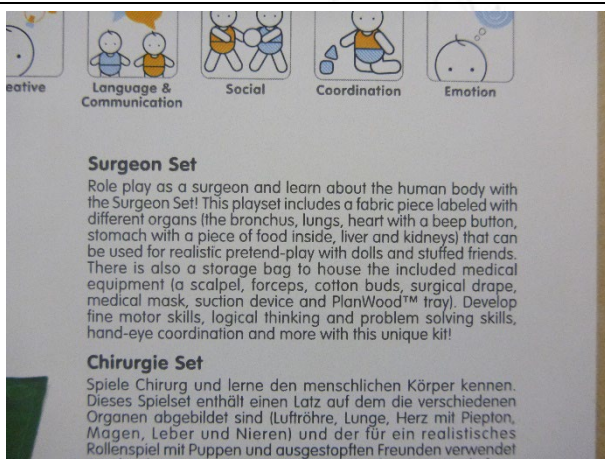 eative
Language &
Communication
Social
Coordination
Emotion
Surgeon Set
Role play as a surgeon and learn about the human body with
the Surgeon Set! This playset includes a fabric piece labeled with
different organs (the bronchus, lungs, heart with a beep button,
stomach with a piece of food inside, liver and kidneys) that can
be used for realistic pretend-play with dolls and stuffed friends.
There is also a storage bag to house the included medical
equipment (a scalpel, forceps, cotton buds, surgical drape,
medical mask, suction device and PlanWood™ tray). Develop
fine motor skills, logical thinking and problem solving skills,
hand-eye coordination and more with this unique kit!
Chirurgie Set
Spiele Chirurg und lerne den menschlichen Körper kennen.
Dieses Spielset enthält einen Latz auf dem die verschiedenen
Organen abgebildet sind (Luftröhre, Lunge, Herz mit Piepton,
Magen, Leber und Nieren) und der für ein realistisches
Rollenspiel mit Puppen und ausgestopften Freunden verwendet